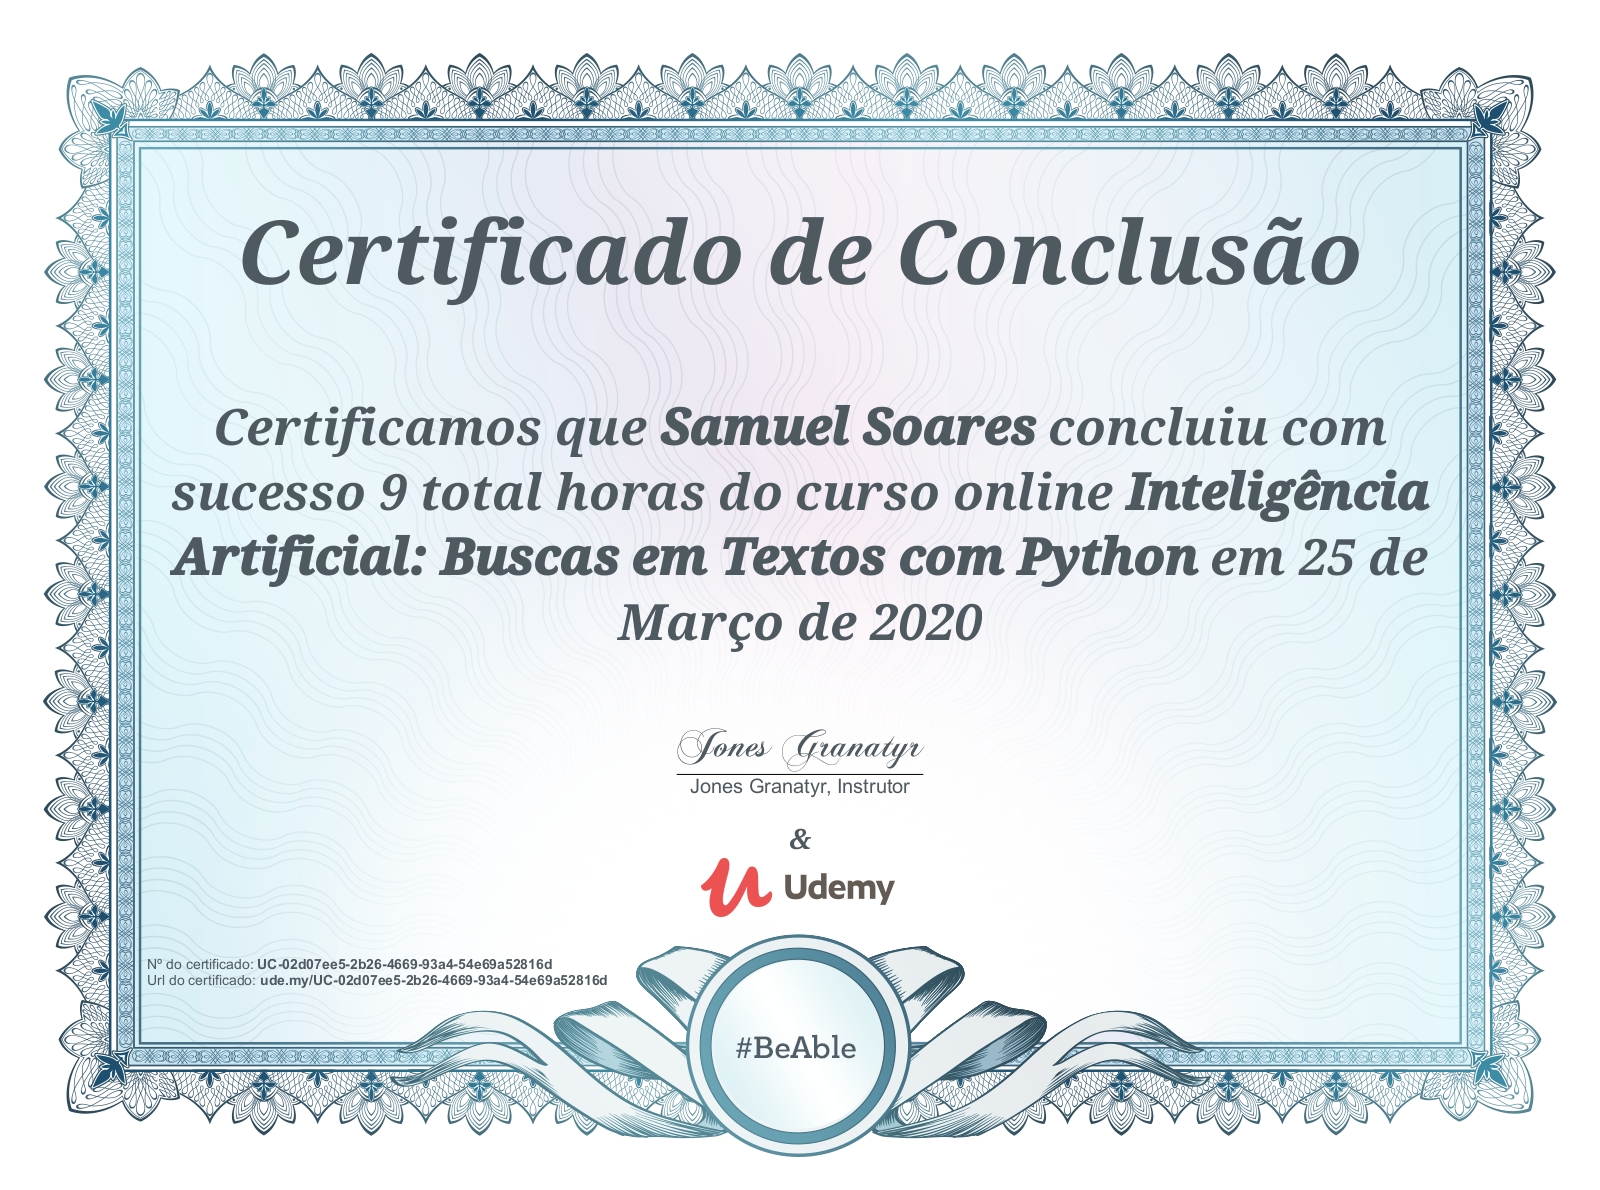 Certificado de Conclusão
Certificamos que Samuel Soares concluiu com
sucesso 9 total horas do curso online Inteligência
Artificial: Buscas em Textos com Python em 25 de
Março de 2020
Jones Granatyr
Jones Granatyr, Instrutor
&
Udemy
Nº do certificado: UC-02d07ee5-2b26-4669-93a4-54e69a52816d
Url do certificado: ude.my/UC-02d07ee5-2b26-4669-93a4-54e69a52816d
#BeAble